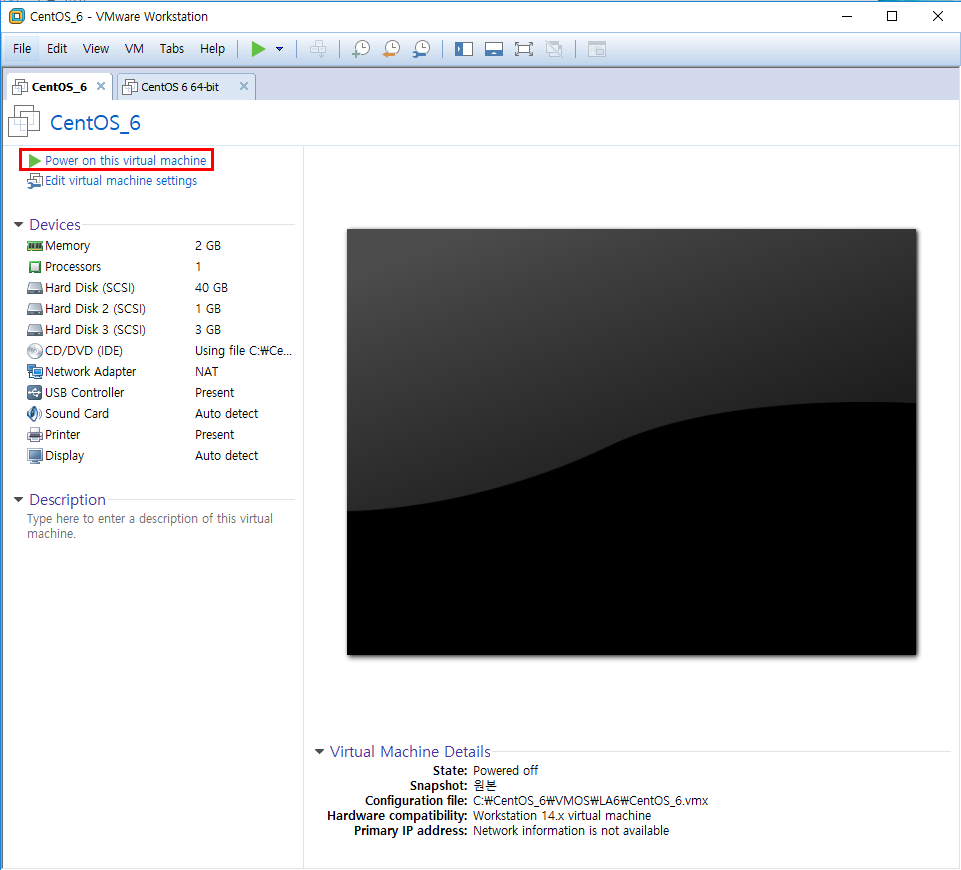 CentOS_6 - VMware Workstation
File Edit View VM Tabs Help
CentOS_6 CentOS 6 64-bit
CentOS_6
Power on this virtual machine
Edit virtual machine settings
Devices
Memory 2 GB
Processors 1
Hard Disk (SCSI) 40 GB
Hard Disk 2 (SCSI) 1 GB
Hard Disk 3 (SCSI) 3 GB
CD/DVD (IDE) Using file C:₩Ce...
Network Adapter NAT
USB Controller Present
Sound Card Auto detect
Printer Present
Display Auto detect
Description
Type here to enter a description of this virtual
machine.
Virtual Machine Details
State: Powered off
Snapshot: 원본
Configuration file: C:₩CentOS_6₩VMOS₩LA6₩CentOS_6.vmx
Hardware compatibility: Workstation 14.x virtual machine
Primary IP address: Network information is not available